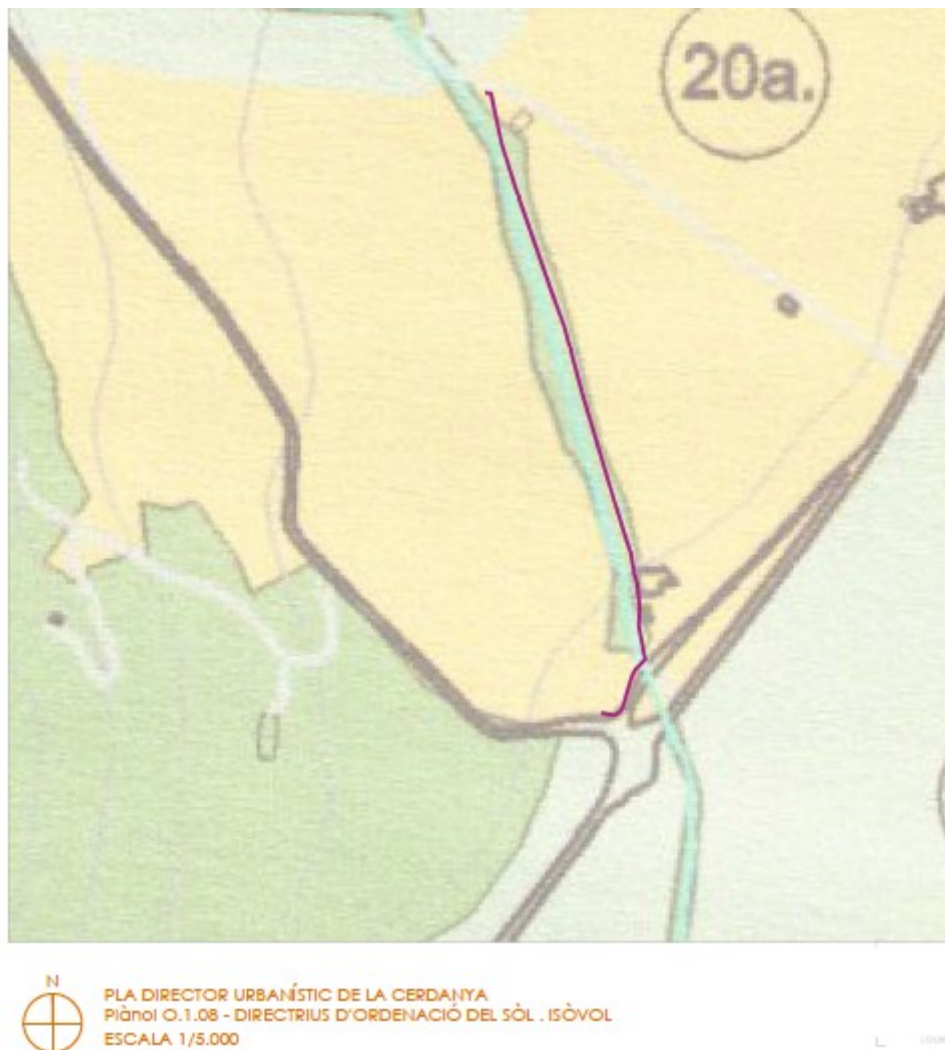 20a.
N
PLA DIRECTOR URBANÍSTIC DE LA CERDANYA
Plànol O.1.08 - DIRECTRIUS D'ORDENACIÓ DEL SÒL . ISÒVOL
ESCALA 1/5.000